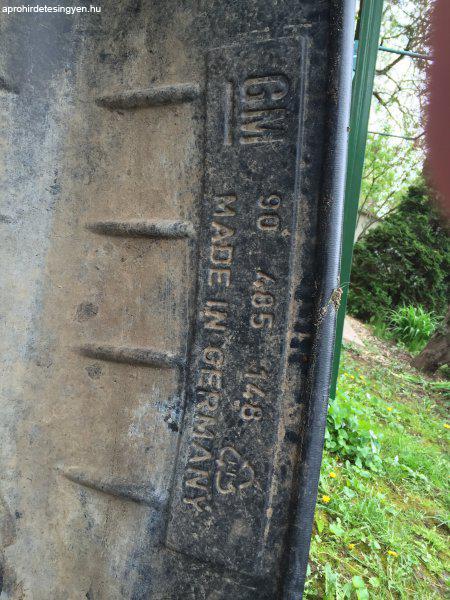 aprohirdetesingyen.hu
GM
90 485 148
MADE IN GERMANY